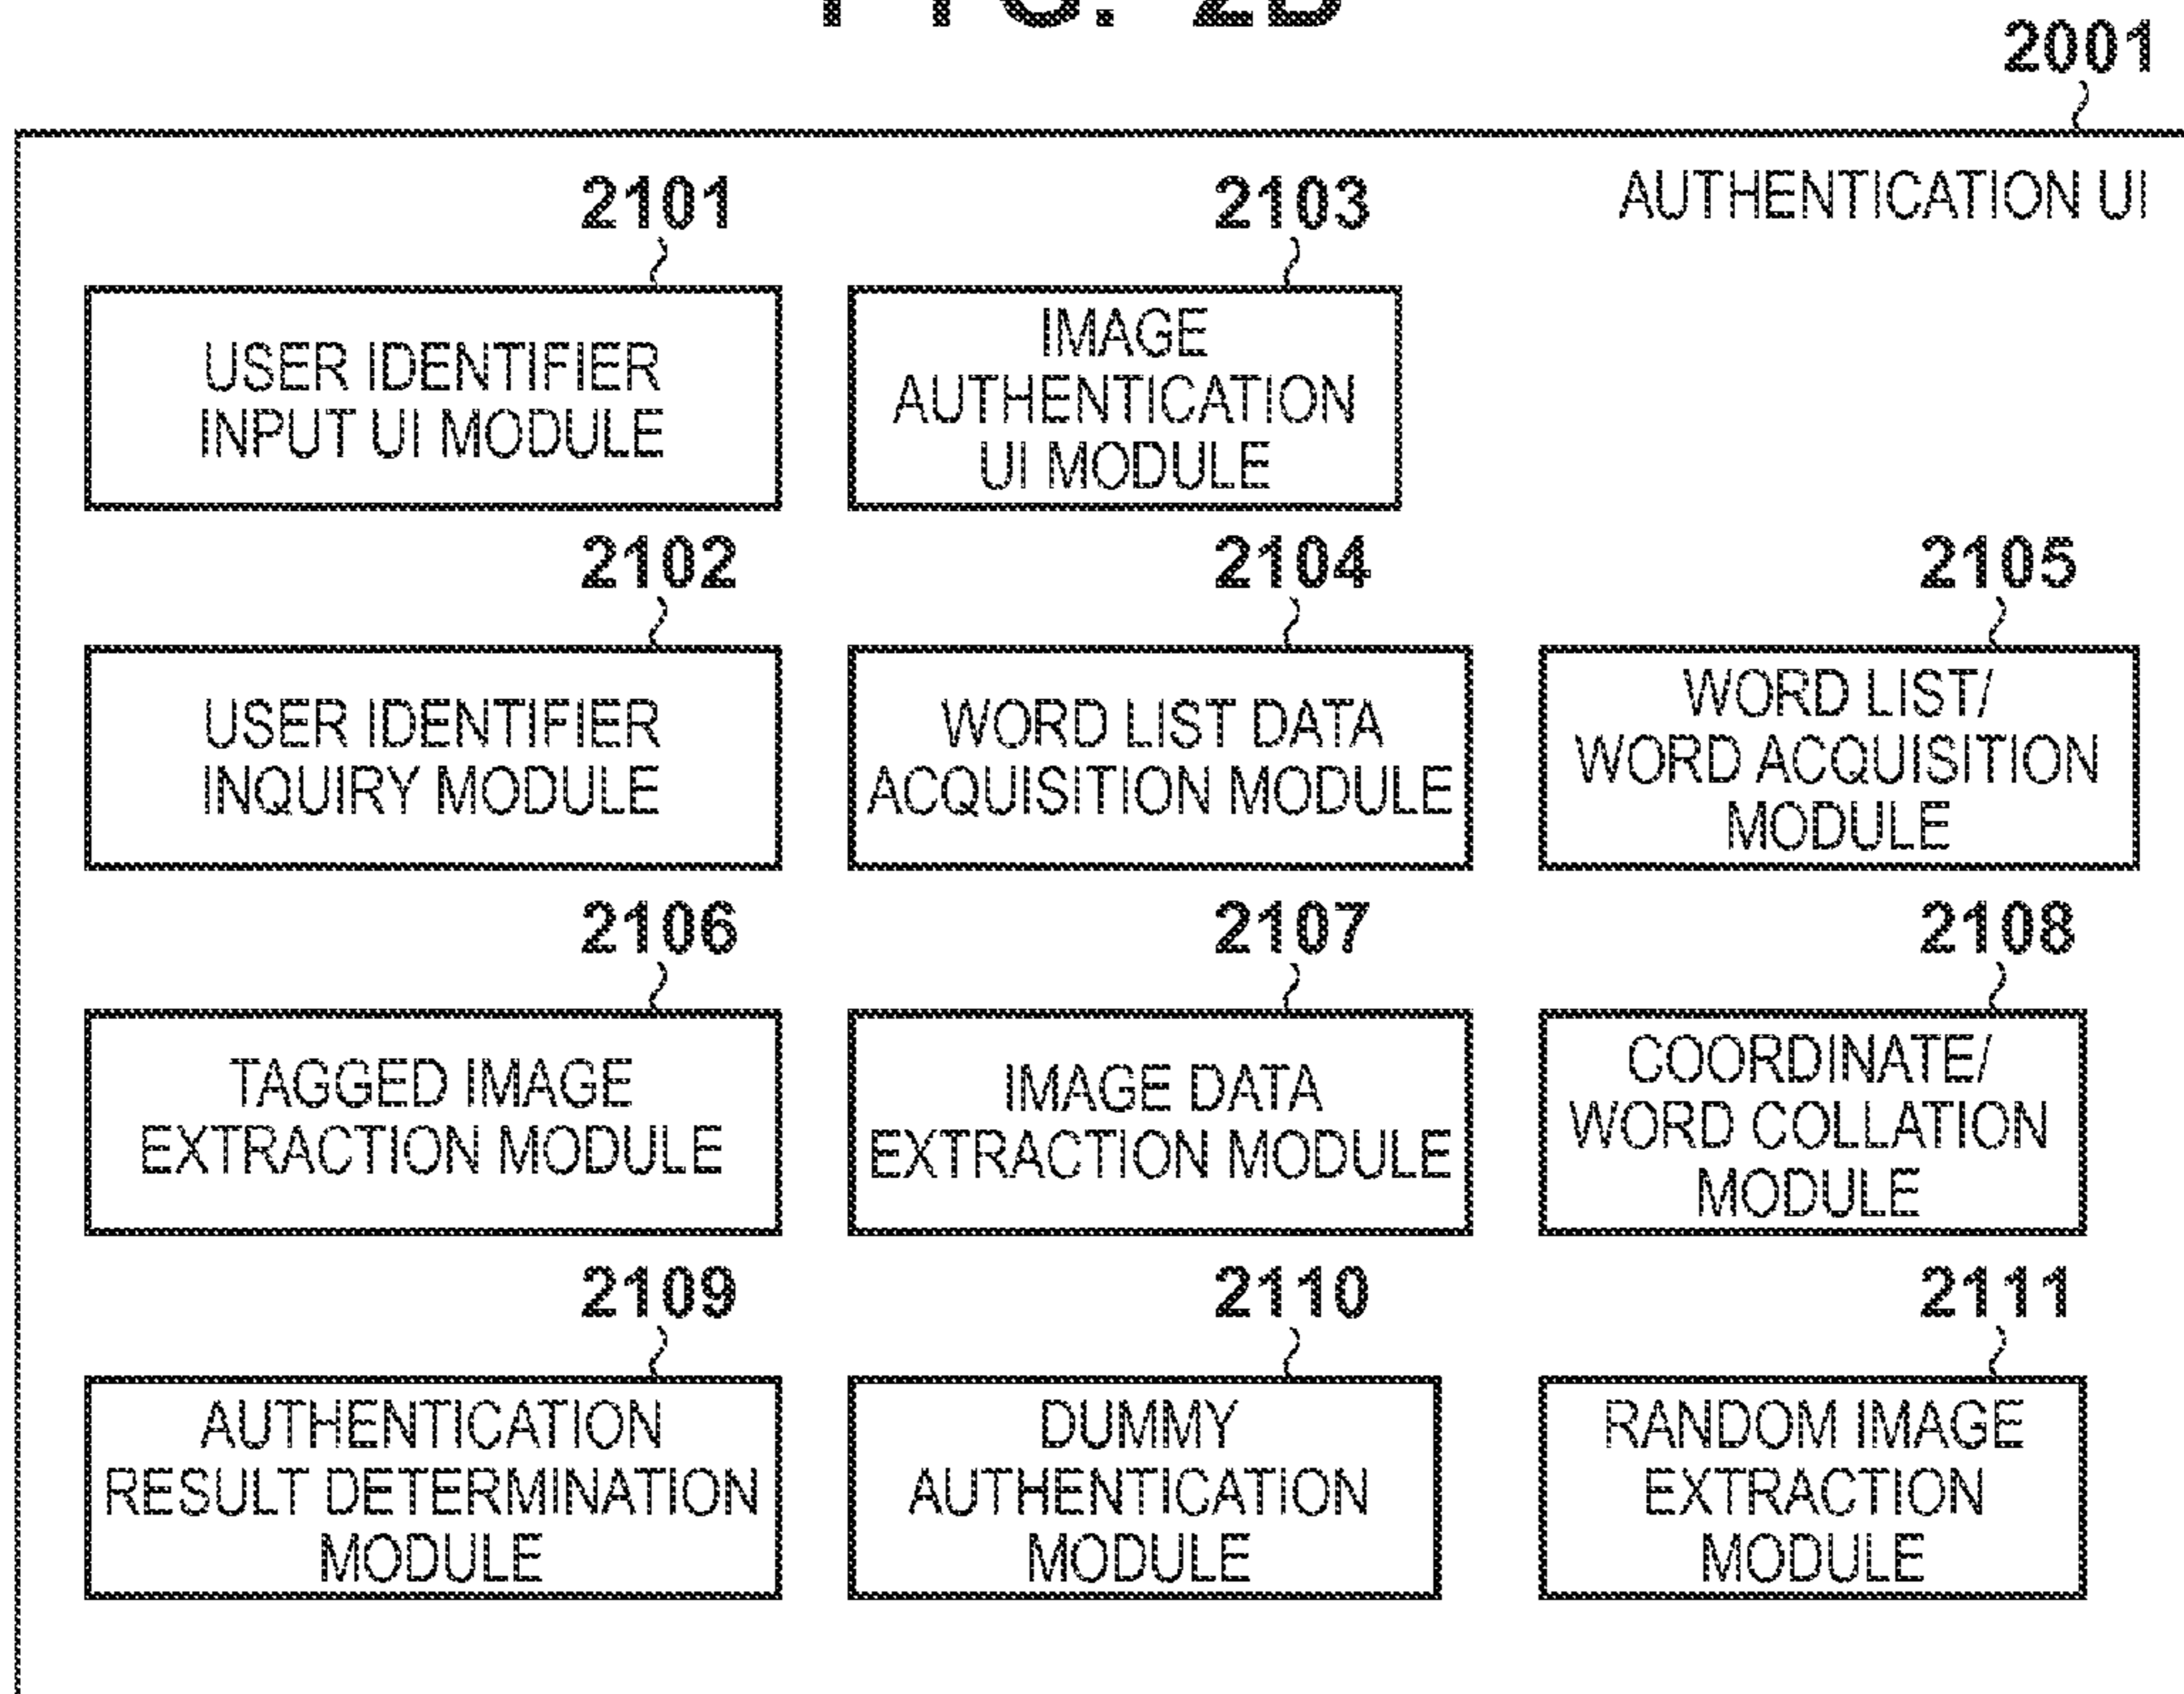 FIG. 2B
2001
AUTHENTICATION UI
2101
USER IDENTIFIER
INPUT UI MODULE
2103
IMAGE
AUTHENTICATION
UI MODULE
2102
USER IDENTIFIER
INQUIRY MODULE
2104
WORD LIST DATA
ACQUISITION MODULE
2105
WORD LIST/
WORD ACQUISITION
MODULE
2106
TAGGED IMAGE
EXTRACTION MODULE
2107
IMAGE DATA
EXTRACTION MODULE
2108
COORDINATE/
WORD COLLATION
MODULE
2109
AUTHENTICATION
RESULT DETERMINATION
MODULE
2110
DUMMY
AUTHENTICATION
MODULE
2111
RANDOM IMAGE
EXTRACTION
MODULE